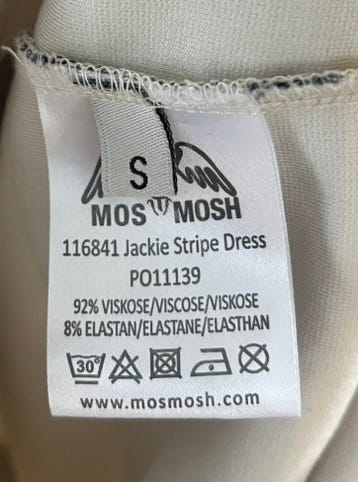 S
MOS MOSH
116841 Jackie Stripe Dress
PO11139
92% VISKOSE/VISCOSE/VISKOSE
8% ELASTAN/ELASTANE/ELASTHAN
30°
www.mosmosh.com